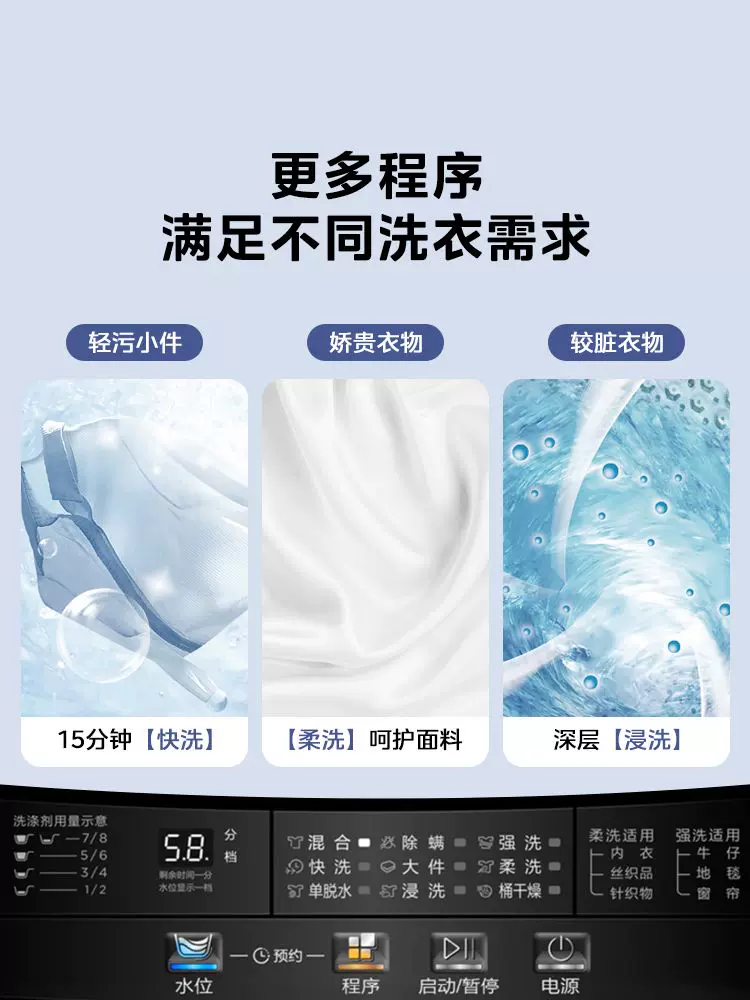 更多程序
满足不同洗衣需求
轻污小件
娇贵衣物
较脏衣物
15分钟【快洗】
【柔洗】呵护面料
深层【浸洗】
洗涤剂用量示意
7/8
5/6
3/4
1/2
58.
分
档
剩余时间—分
水位显示—档
混合 除螨 强洗
快洗 大件 柔洗
单脱水 浸洗 桶干燥
柔洗适用
内衣
丝织品
针织物
强洗适用
牛仔
地毯
窗帘
预约
水位
程序
启动/暂停
电源